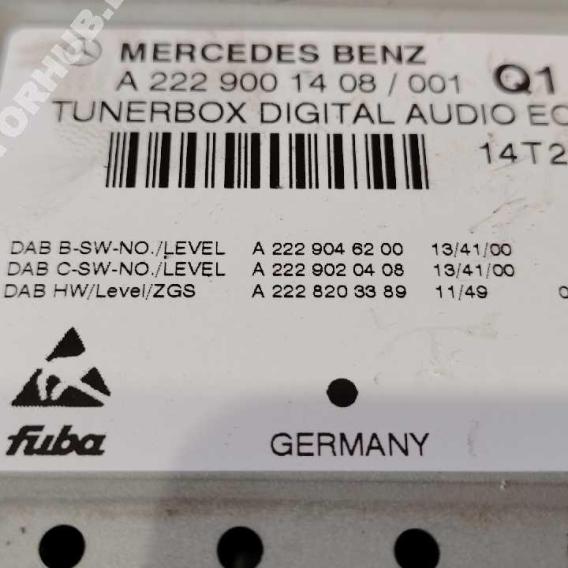 MERCEDES BENZ
A 222 900 14 08 / 001 Q1
TUNERBOX DIGITAL AUDIO EC
14T2
DAB B-SW-NO./LEVEL A 222 904 62 00 13/41/00
DAB C-SW-NO./LEVEL A 222 902 04 08 13/41/00
DAB HW/Level/ZGS A 222 820 33 89 11/49 0
fuba
GERMANY